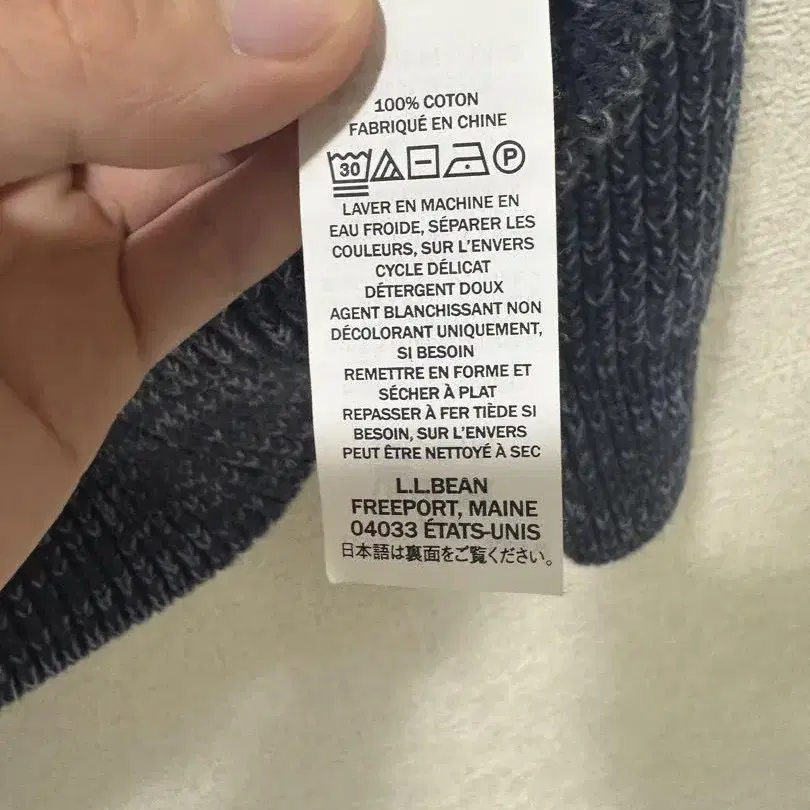 100% COTON
FABRIQUÉ EN CHINE
30 P
LAVER EN MACHINE EN
EAU FROIDE, SÉPARER LES
COULEURS, SUR L'ENVERS
CYCLE DÉLICAT
DÉTERGENT DOUX
AGENT BLANCHISSANT NON
DÉCOLORANT UNIQUEMENT,
SI BESOIN
REMETTRE EN FORME ET
SÉCHER À PLAT
REPASSER À FER TIÈDE SI
BESOIN, SUR L'ENVERS
PEUT ÊTRE NETTOYÉ À SEC
L.L.BEAN
FREEPORT, MAINE
04033 ÉTATS-UNIS
日本語は裏面をご覧ください。